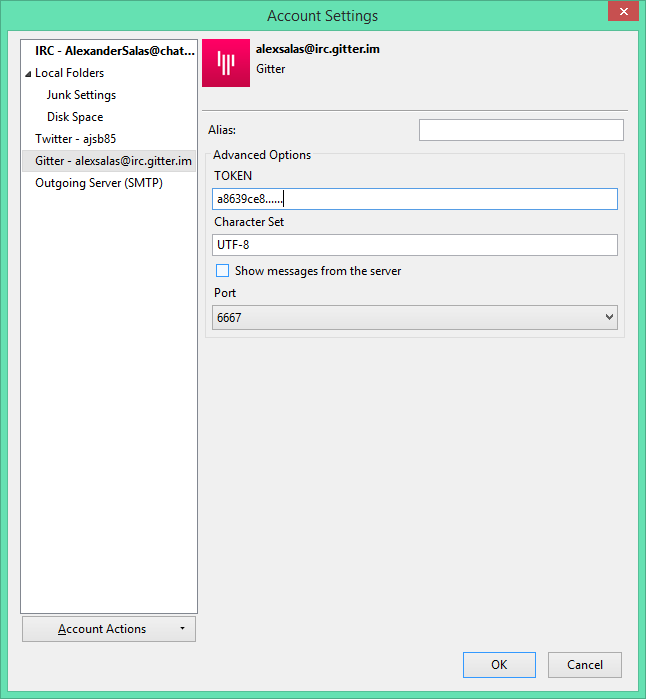 Account Settings
IRC - AlexanderSalas@chat...
Local Folders
Junk Settings
Disk Space
Twitter - ajsb85
Gitter - alexsalas@irc.gitter.im
Outgoing Server (SMTP)
Account Actions
alexsalas@irc.gitter.im
Gitter
Alias:
Advanced Options
TOKEN
a8639ce8......
Character Set
UTF-8
Show messages from the server
Port
6667
OK
Cancel